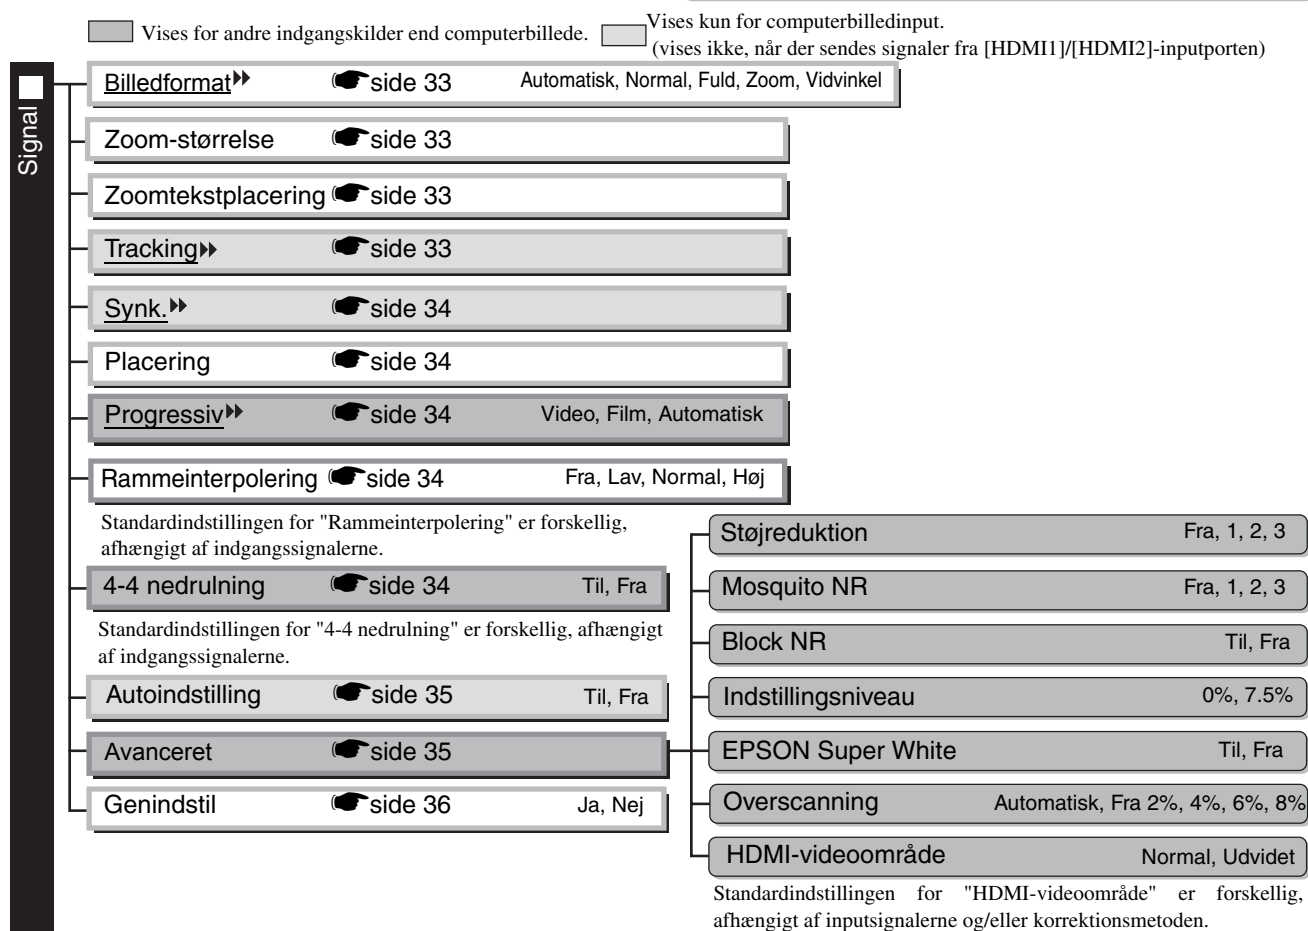 Vises for andre indgangskilder end computerbillede.
Vises kun for computerbilledinput.
(vises ikke, når der sendes signaler fra [HDMI1]/[HDMI2]-inputporten)
Signal
Billedformat side 33 Automatisk, Normal, Fuld, Zoom, Vidvinkel
Zoom-størrelse side 33
Zoomtekstplacering side 33
Tracking side 33
Synk. side 34
Placering side 34
Progressiv side 34 Video, Film, Automatisk
Rammeinterpolering side 34 Fra, Lav, Normal, Høj
Standardindstillingen for "Rammeinterpolering" er forskellig,
afhængigt af indgangssignalerne.
4-4 nedrulning side 34 Til, Fra
Standardindstillingen for "4-4 nedrulning" er forskellig, afhængigt
af indgangssignalerne.
Autoindstilling side 35 Til, Fra
Avanceret side 35
Genindstil side 36 Ja, Nej
Støjreduktion Fra, 1, 2, 3
Mosquito NR Fra, 1, 2, 3
Block NR Til, Fra
Indstillingsniveau 0%, 7.5%
EPSON Super White Til, Fra
Overscanning Automatisk, Fra 2%, 4%, 6%, 8%
HDMI-videoområde Normal, Udvidet
Standardindstillingen for "HDMI-videoområde" er forskellig,
afhængigt af inputsignalerne og/eller korrektionsmetoden.